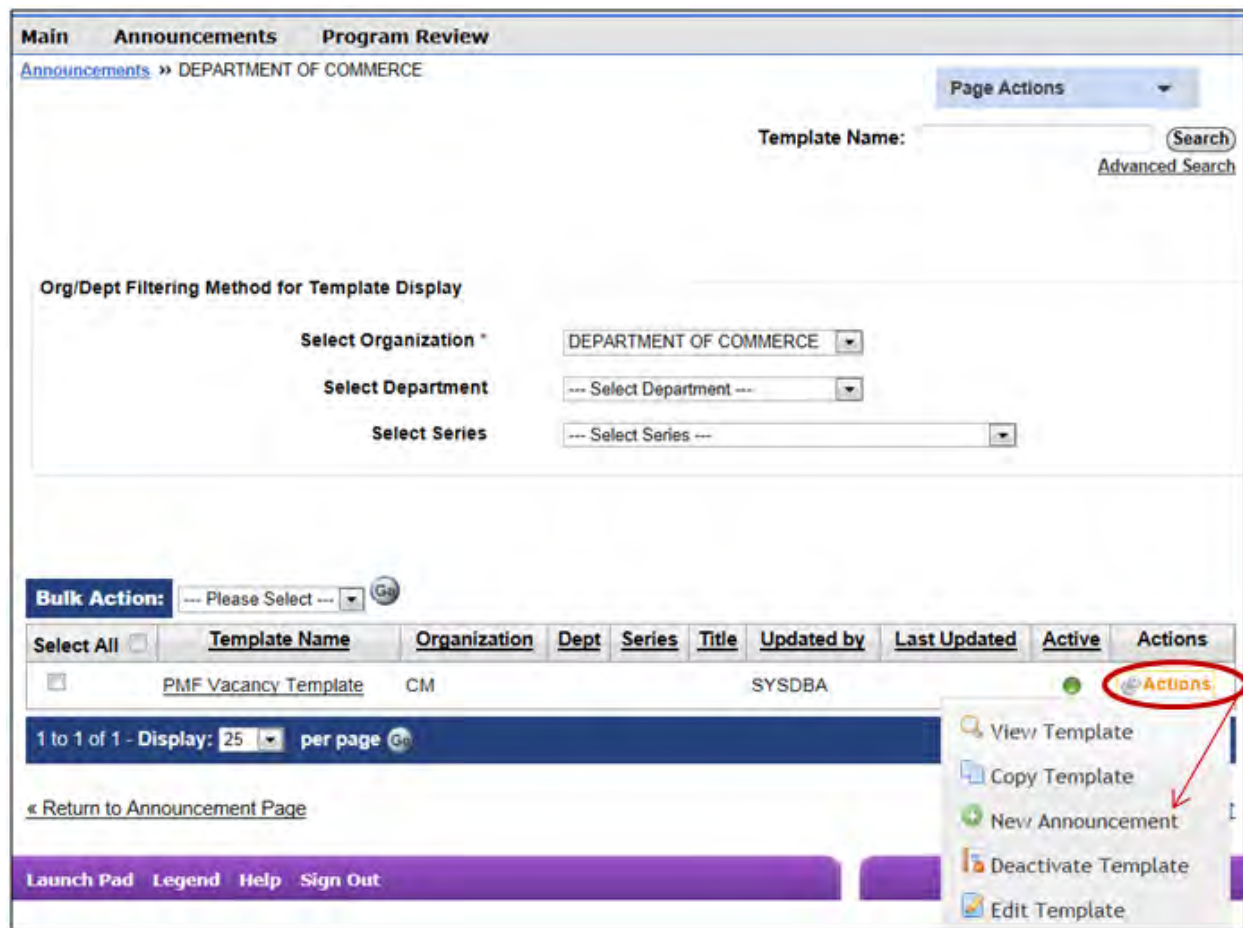 Main Announcements Program Review
Announcements » DEPARTMENT OF COMMERCE
Page Actions
Template Name: Search
Advanced Search
Org/Dept Filtering Method for Template Display
Select Organization * DEPARTMENT OF COMMERCE
Select Department --- Select Department ---
Select Series --- Select Series ---
Bulk Action: --- Please Select --- Go
Select All Template Name Organization Dept Series Title Updated by Last Updated Active Actions
PMF Vacancy Template CM SYSDBA Actions
1 to 1 of 1 - Display: 25 per page Go
View Template
Copy Template
« Return to Announcement Page
New Announcement
Deactivate Template
Launch Pad Legend Help Sign Out
Edit Template